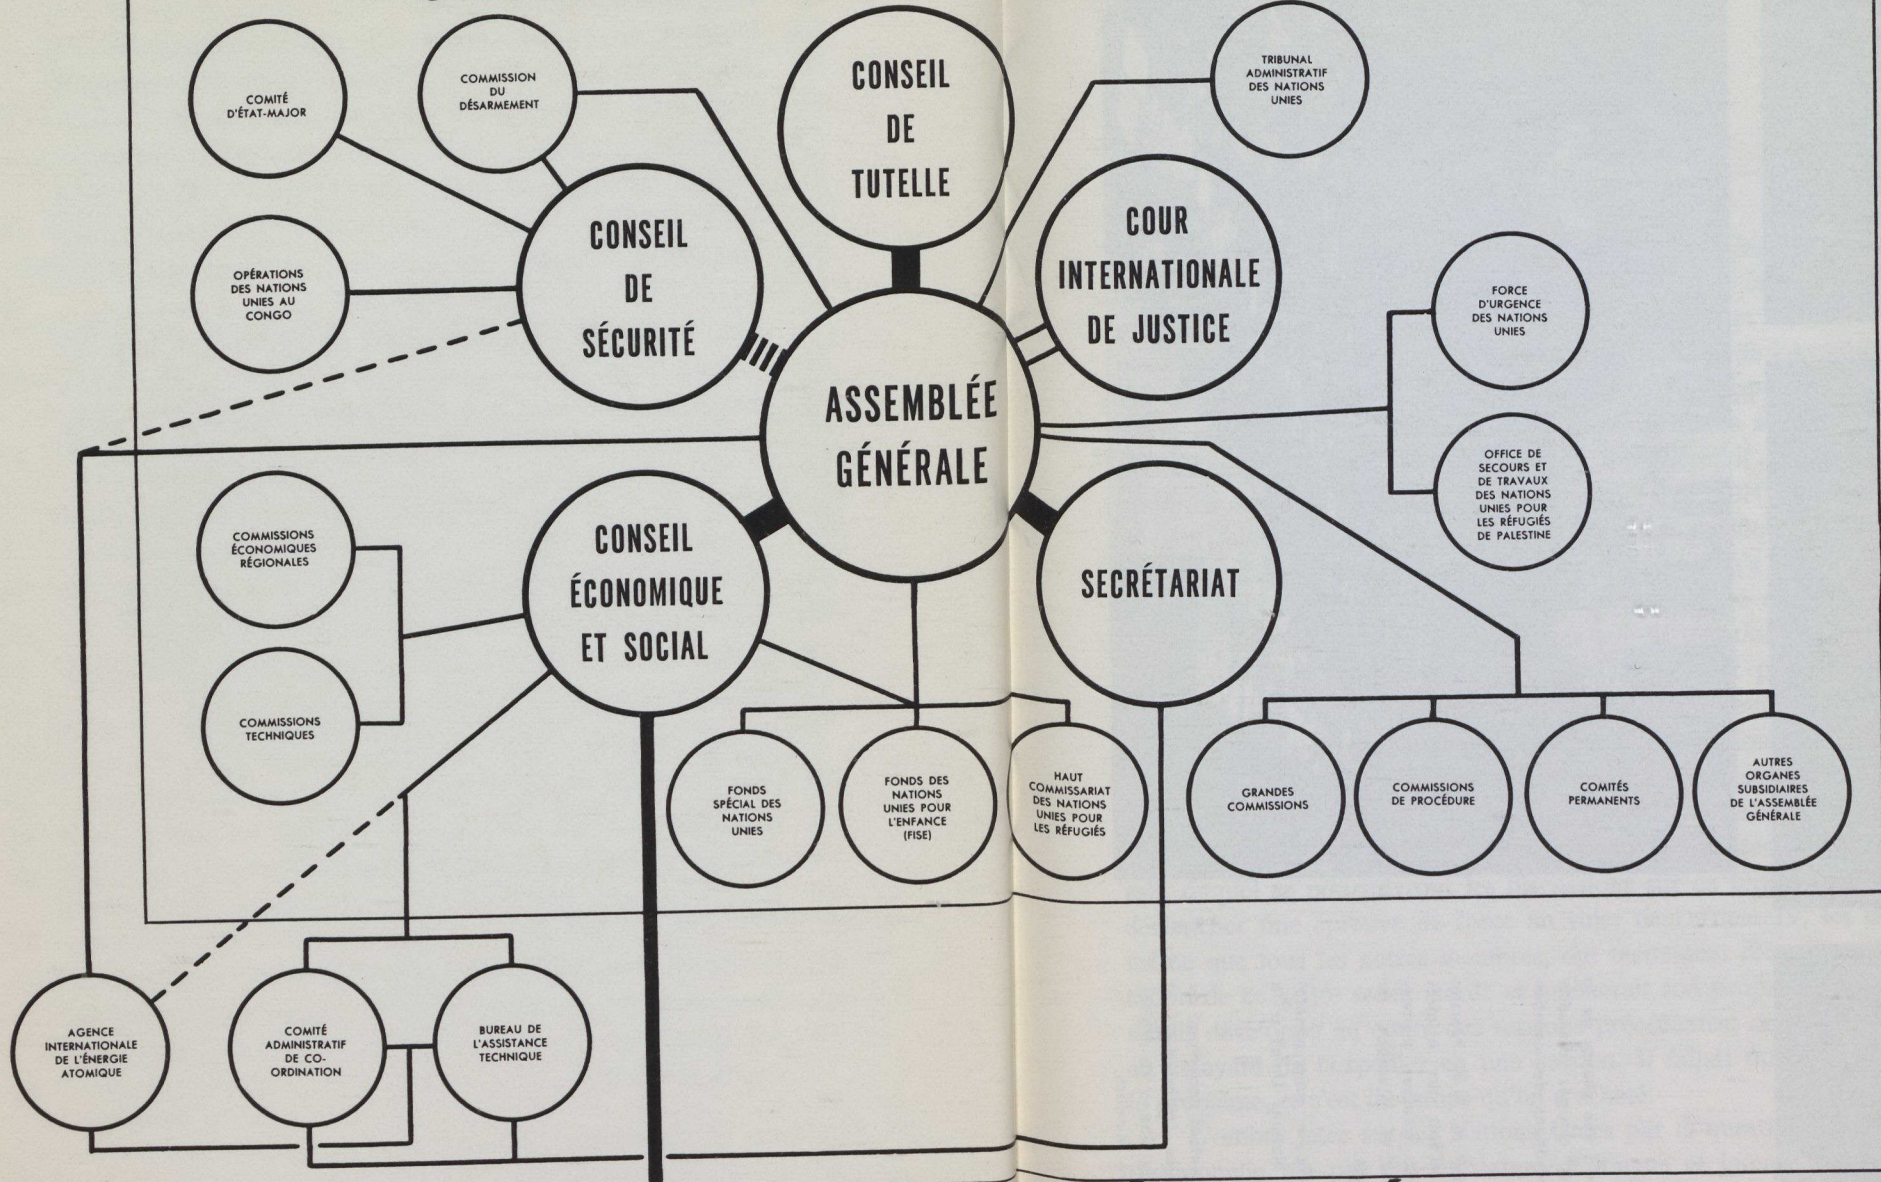 COMITÉ
D'ÉTAT-MAJOR
COMMISSION
DU
DÉSARMEMENT
CONSEIL
DE
TUTELLE
TRIBUNAL
ADMINISTRATIF
DES NATIONS
UNIES
OPÉRATIONS
DES NATIONS
UNIES AU
CONGO
CONSEIL
DE
SÉCURITÉ
COUR
INTERNATIONALE
DE JUSTICE
FORCE
D'URGENCE
DES NATIONS
UNIES
ASSEMBLÉE
GÉNÉRALE
OFFICE DE
SECOURS ET
DE TRAVAUX
DES NATIONS
UNIES POUR
LES RÉFUGIÉS
DE PALESTINE
COMMISSIONS
ÉCONOMIQUES
RÉGIONALES
CONSEIL
ÉCONOMIQUE
ET SOCIAL
SECRÉTARIAT
COMMISSIONS
TECHNIQUES
FONDS
SPÉCIAL DES
NATIONS
UNIES
FONDS DES
NATIONS
UNIES POUR
L'ENFANCE
(FISE)
HAUT
COMMISSARIAT
DES NATIONS
UNIES POUR
LES RÉFUGIÉS
GRANDES
COMMISSIONS
COMMISSIONS
DE PROCÉDURE
COMITÉS
PERMANENTS
AUTRES
ORGANES
SUBSIDIAIRES
DE L'ASSEMBLÉE
GÉNÉRALE
AGENCE
INTERNATIONALE
DE L'ÉNERGIE
ATOMIQUE
COMITÉ
ADMINISTRATIF
DE CO-
ORDINATION
BUREAU DE
L'ASSISTANCE
TECHNIQUE